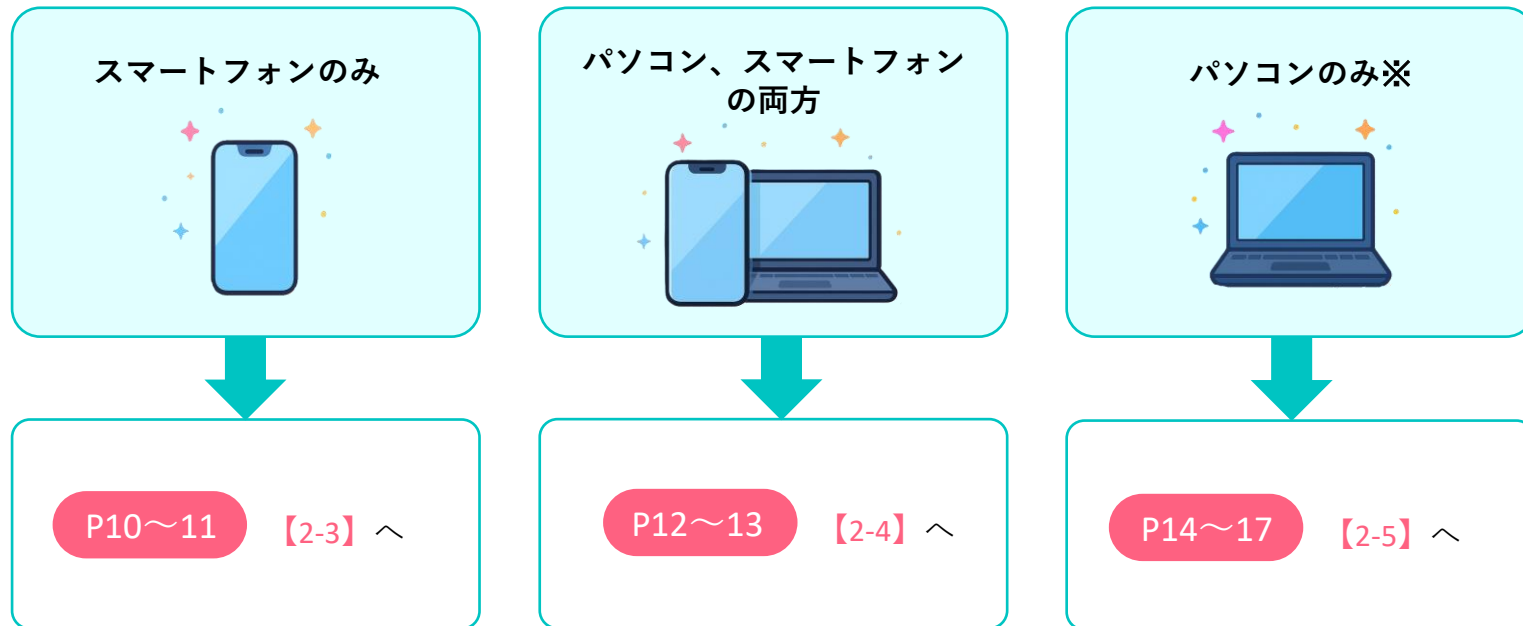 スマートフォンのみ
P10～11 【2-3】へ
パソコン、スマートフォン
の両方
P12～13 【2-4】へ
パソコンのみ※
P14～17 【2-5】へ